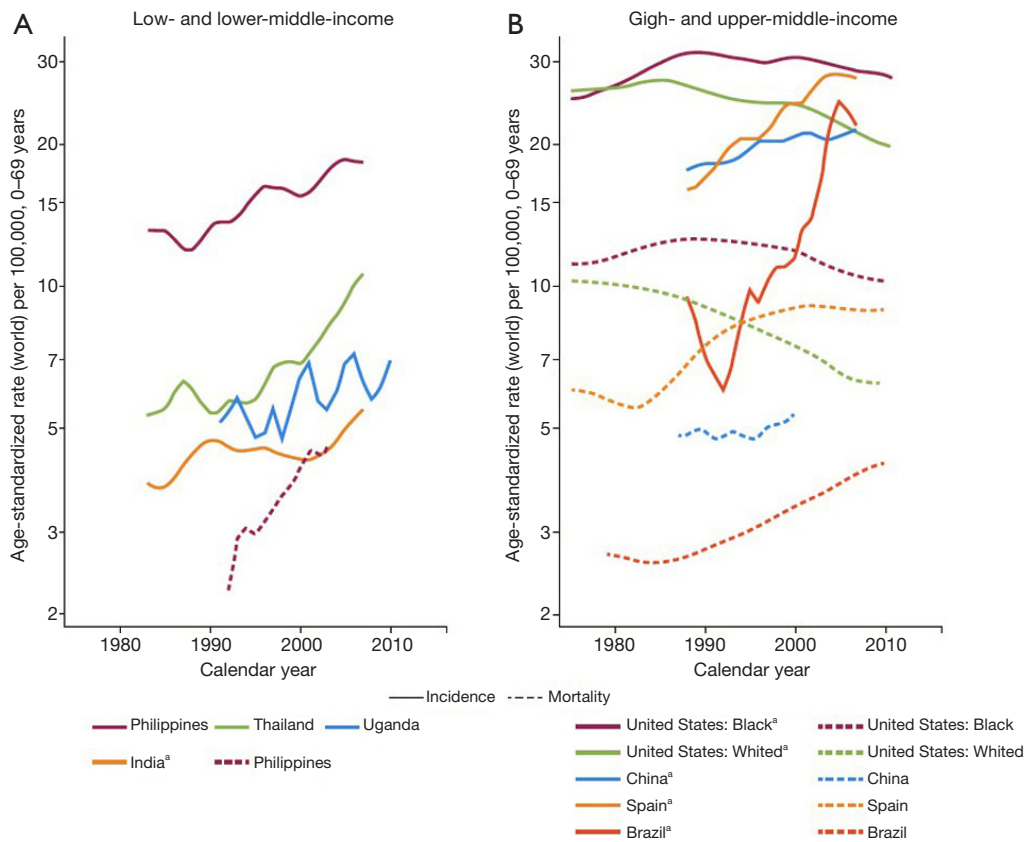 A
Low- and lower-middle-income
Age-standardized rate (world) per 100,000, 0–69 years
30
20
15
10
7
5
3
2
1980 1990 2000 2010
Calendar year
B
Gigh- and upper-middle-income
Age-standardized rate (world) per 100,000, 0–69 years
30
20
15
10
7
5
3
2
1980 1990 2000 2010
Calendar year
Incidence Mortality
Philippines Thailand Uganda
Indiaᵃ Philippines
United States: Blackᵃ United States: Black
United States: Whitedᵃ United States: Whited
Chinaᵃ China
Spainᵃ Spain
Brazilᵃ Brazil